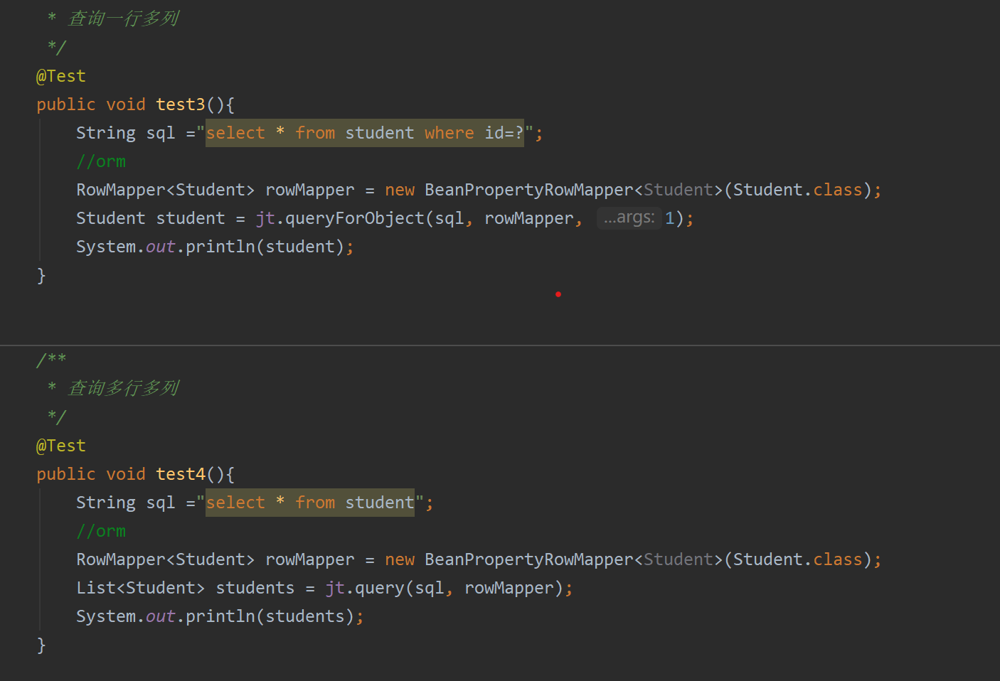 * 查询一行多列
*/
@Test
public void test3(){
String sql ="select * from student where id=?";
//orm
RowMapper<Student> rowMapper = new BeanPropertyRowMapper<Student>(Student.class);
Student student = jt.queryForObject(sql, rowMapper, ...args: 1);
System.out.println(student);
}
/**
* 查询多行多列
*/
@Test
public void test4(){
String sql ="select * from student";
//orm
RowMapper<Student> rowMapper = new BeanPropertyRowMapper<Student>(Student.class);
List<Student> students = jt.query(sql, rowMapper);
System.out.println(students);
}